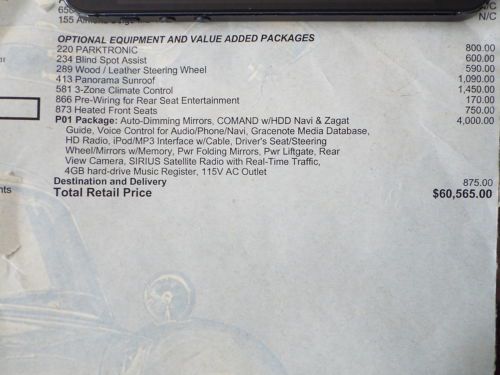 N/C
155 N/C
OPTIONAL EQUIPMENT AND VALUE ADDED PACKAGES
220 PARKTRONIC 800.00
234 Blind Spot Assist 600.00
289 Wood / Leather Steering Wheel 590.00
413 Panorama Sunroof 1,090.00
581 3-Zone Climate Control 1,450.00
866 Pre-Wiring for Rear Seat Entertainment 170.00
873 Heated Front Seats 750.00
P01 Package: Auto-Dimming Mirrors, COMAND w/HDD Navi & Zagat 4,000.00
Guide, Voice Control for Audio/Phone/Navi, Gracenote Media Database,
HD Radio, iPod/MP3 Interface w/Cable, Driver's Seat/Steering
Wheel/Mirrors w/Memory, Pwr Folding Mirrors, Pwr Liftgate, Rear
View Camera, SIRIUS Satellite Radio with Real-Time Traffic,
4GB hard-drive Music Register, 115V AC Outlet
Destination and Delivery 875.00
Total Retail Price $60,565.00